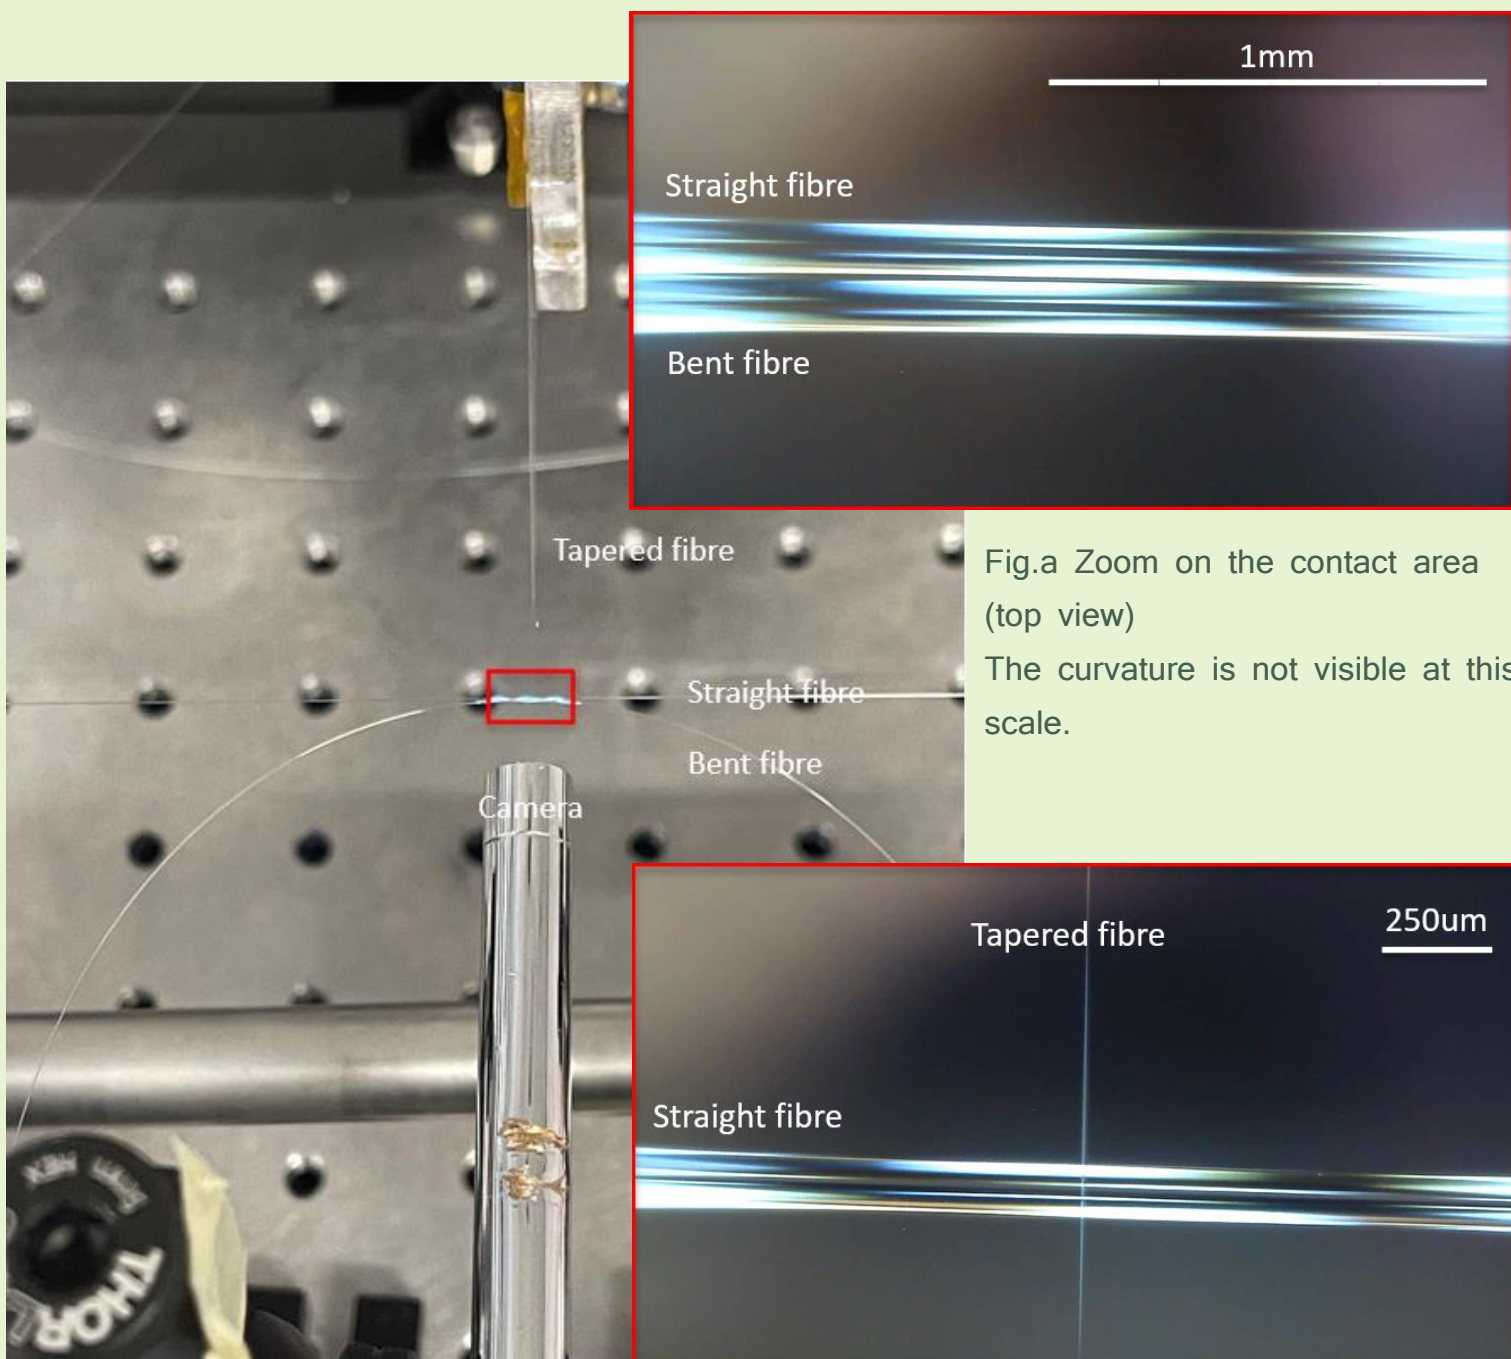 1mm
Straight fibre
Bent fibre
Tapered fibre
Straight fibre
Bent fibre
Camera
Fig.a Zoom on the contact area
(top view)
The curvature is not visible at this
scale.
Tapered fibre
250um
Straight fibre
THOR